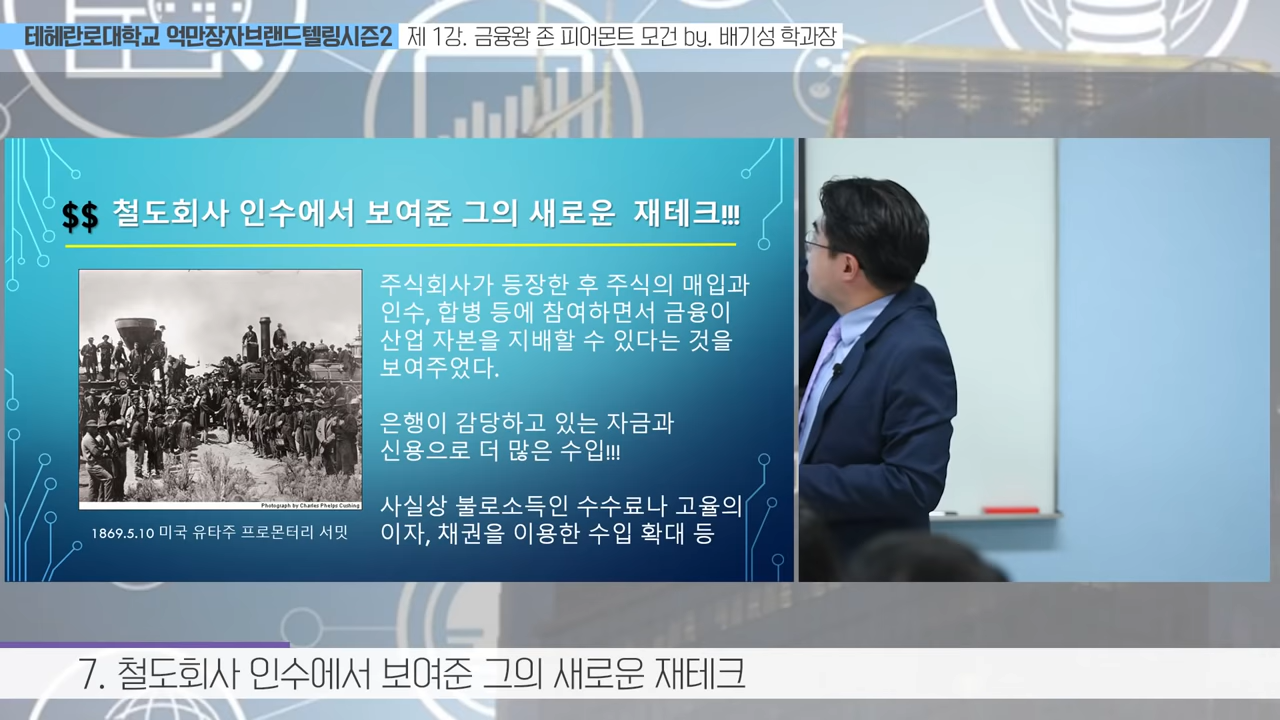 테헤란로대학교 억만장자브랜드텔링시즌2 제 1강. 금융왕 존 피어몬트 모건 by. 배기성 학과장
$$ 철도회사 인수에서 보여준 그의 새로운 재테크!!!
주식회사가 등장한 후 주식의 매입과
인수, 합병 등에 참여하면서 금융이
산업 자본을 지배할 수 있다는 것을
보여주었다.
은행이 감당하고 있는 자금과
신용으로 더 많은 수입!!!
사실상 불로소득인 수수료나 고율의
이자, 채권을 이용한 수입 확대 등
Photograph by Charles Phelps Cushing
1869.5.10 미국 유타주 프로몬터리 서밋
7. 철도회사 인수에서 보여준 그의 새로운 재테크